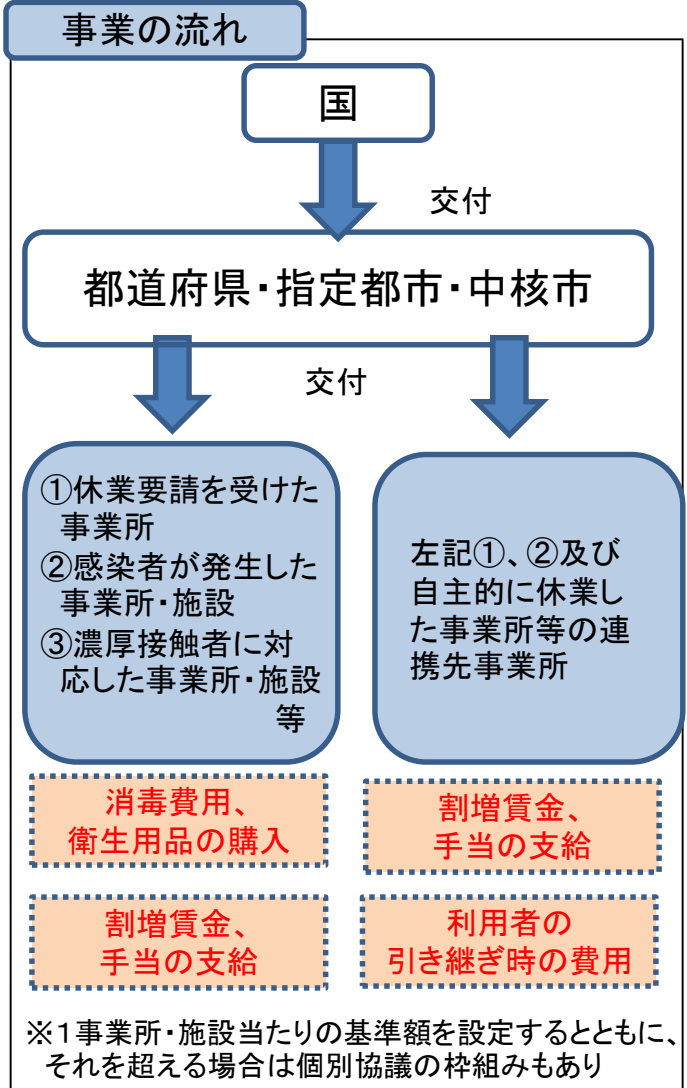 事業の流れ
国
交付
都道府県・指定都市・中核市
交付
①休業要請を受けた
事業所
②感染者が発生した
事業所・施設
③濃厚接触者に対
応した事業所・施設
等
左記①、②及び
自主的に休業し
た事業所等の連
携先事業所
消毒費用、
衛生用品の購入
割増賃金、
手当の支給
割増賃金、
手当の支給
利用者の
引き継ぎ時の費用
※1事業所・施設当たりの基準額を設定するとともに、
それを超える場合は個別協議の枠組みもあり